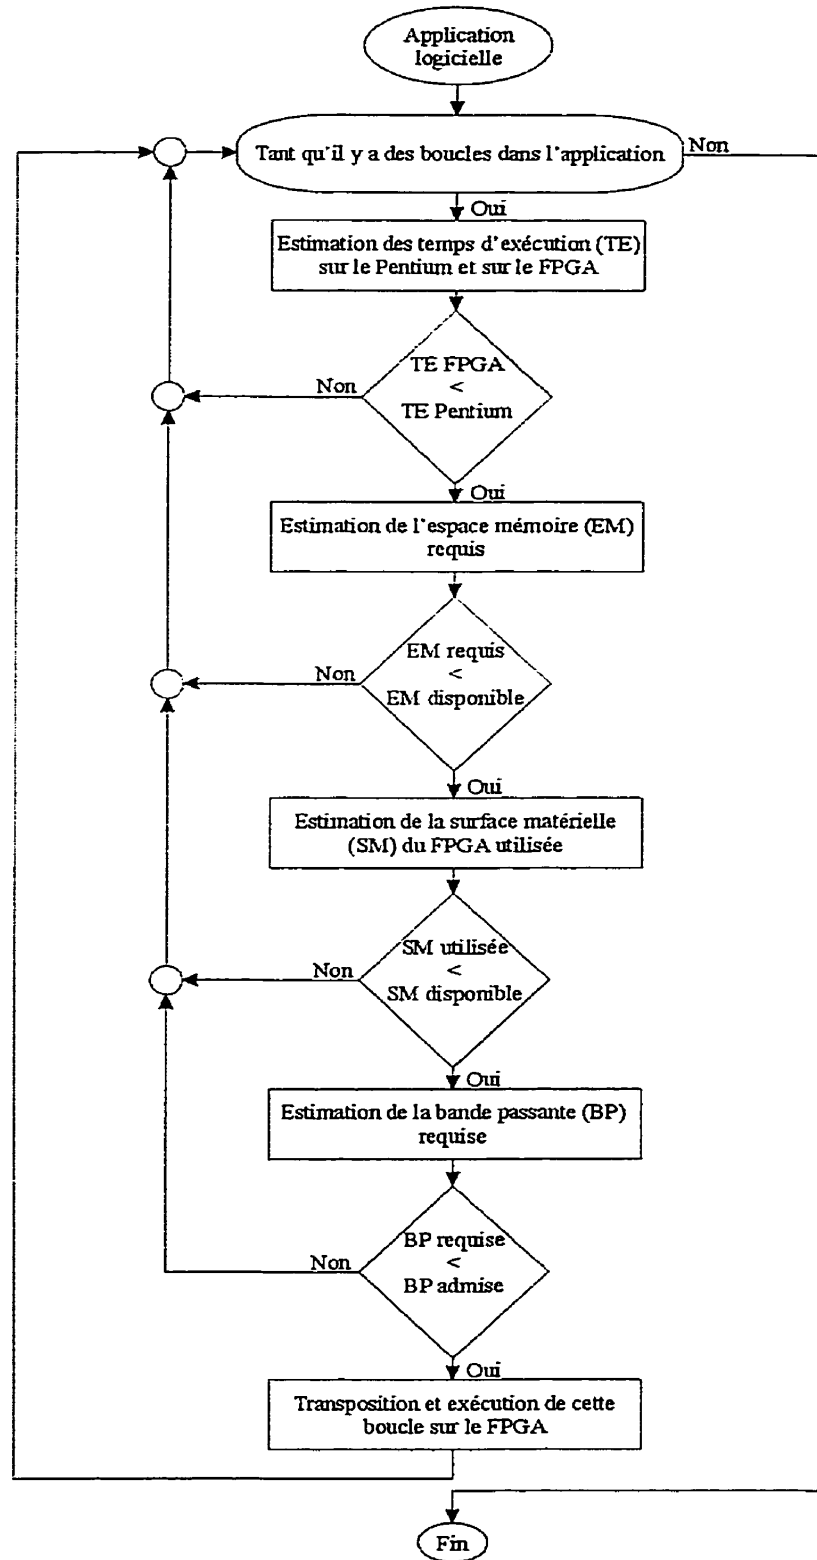 Application
logicielle
Tant qu'il y a des boucles dans l'application
Non
Oui
Estimation des temps d'exécution (TE)
sur le Pentium et sur le FPGA
TE FPGA
<
TE Pentium
Non
Oui
Estimation de l'espace mémoire (EM)
requis
EM requis
<
EM disponible
Non
Oui
Estimation de la surface matérielle
(SM) du FPGA utilisée
SM utilisée
<
SM disponible
Non
Oui
Estimation de la bande passante (BP)
requise
BP requise
<
BP admise
Non
Oui
Transposition et exécution de cette
boucle sur le FPGA
Fin